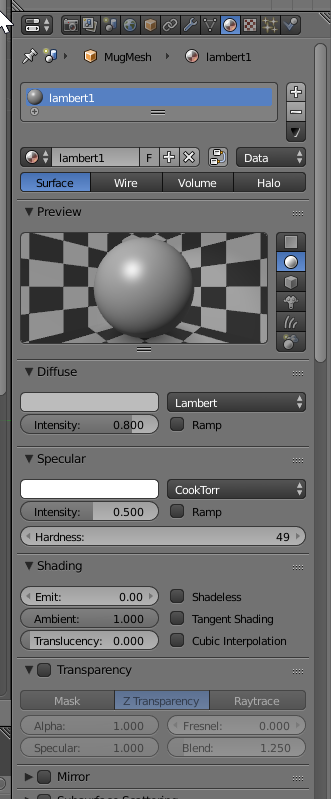 MugMesh lambert1
lambert1
lambert1 F Data
Surface Wire Volume Halo
Preview
Diffuse
Lambert
Intensity: 0.800 Ramp
Specular
CookTorr
Intensity: 0.500 Ramp
Hardness: 49
Shading
Emit: 0.00 Shadeless
Ambient: 1.000 Tangent Shading
Translucency: 0.000 Cubic Interpolation
Transparency
Mask Z Transparency Raytrace
Alpha: 1.000 Fresnel: 0.000
Specular: 1.000 Blend: 1.250
Mirror
Subsurface Scattering